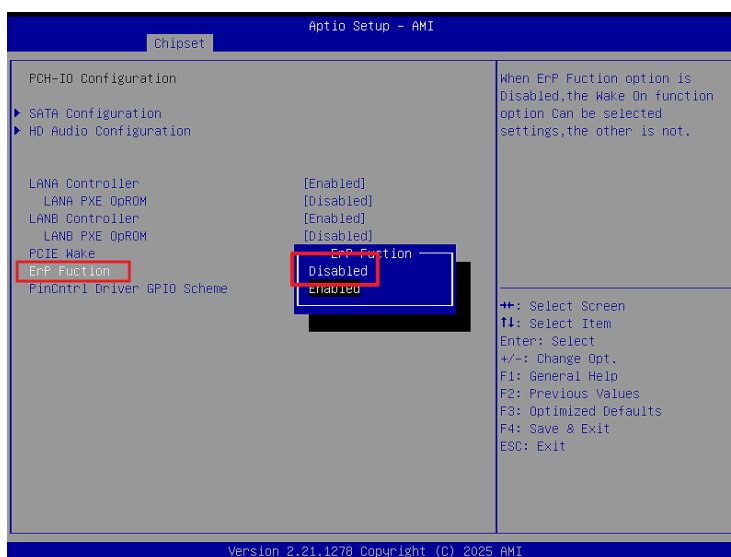 Aptio Setup – AMI
Chipset
PCH-IO Configuration
SATA Configuration
HD Audio Configuration
LANA Controller [Enabled]
LANA PXE OpROM [Disabled]
LANB Controller [Enabled]
LANB PXE OpROM [Disabled]
PCIE Wake
ErP Fuction
PinCntrl Driver GPIO Scheme
ErP Fuction
Disabled
Enabled
When ErP Fuction option is
Disabled,the Wake On function
option Can be selected
settings,the other is not.
→←: Select Screen
↑↓: Select Item
Enter: Select
+/-: Change Opt.
F1: General Help
F2: Previous Values
F3: Optimized Defaults
F4: Save & Exit
ESC: Exit
Version 2.21.1278 Copyright (C) 2025 AMI